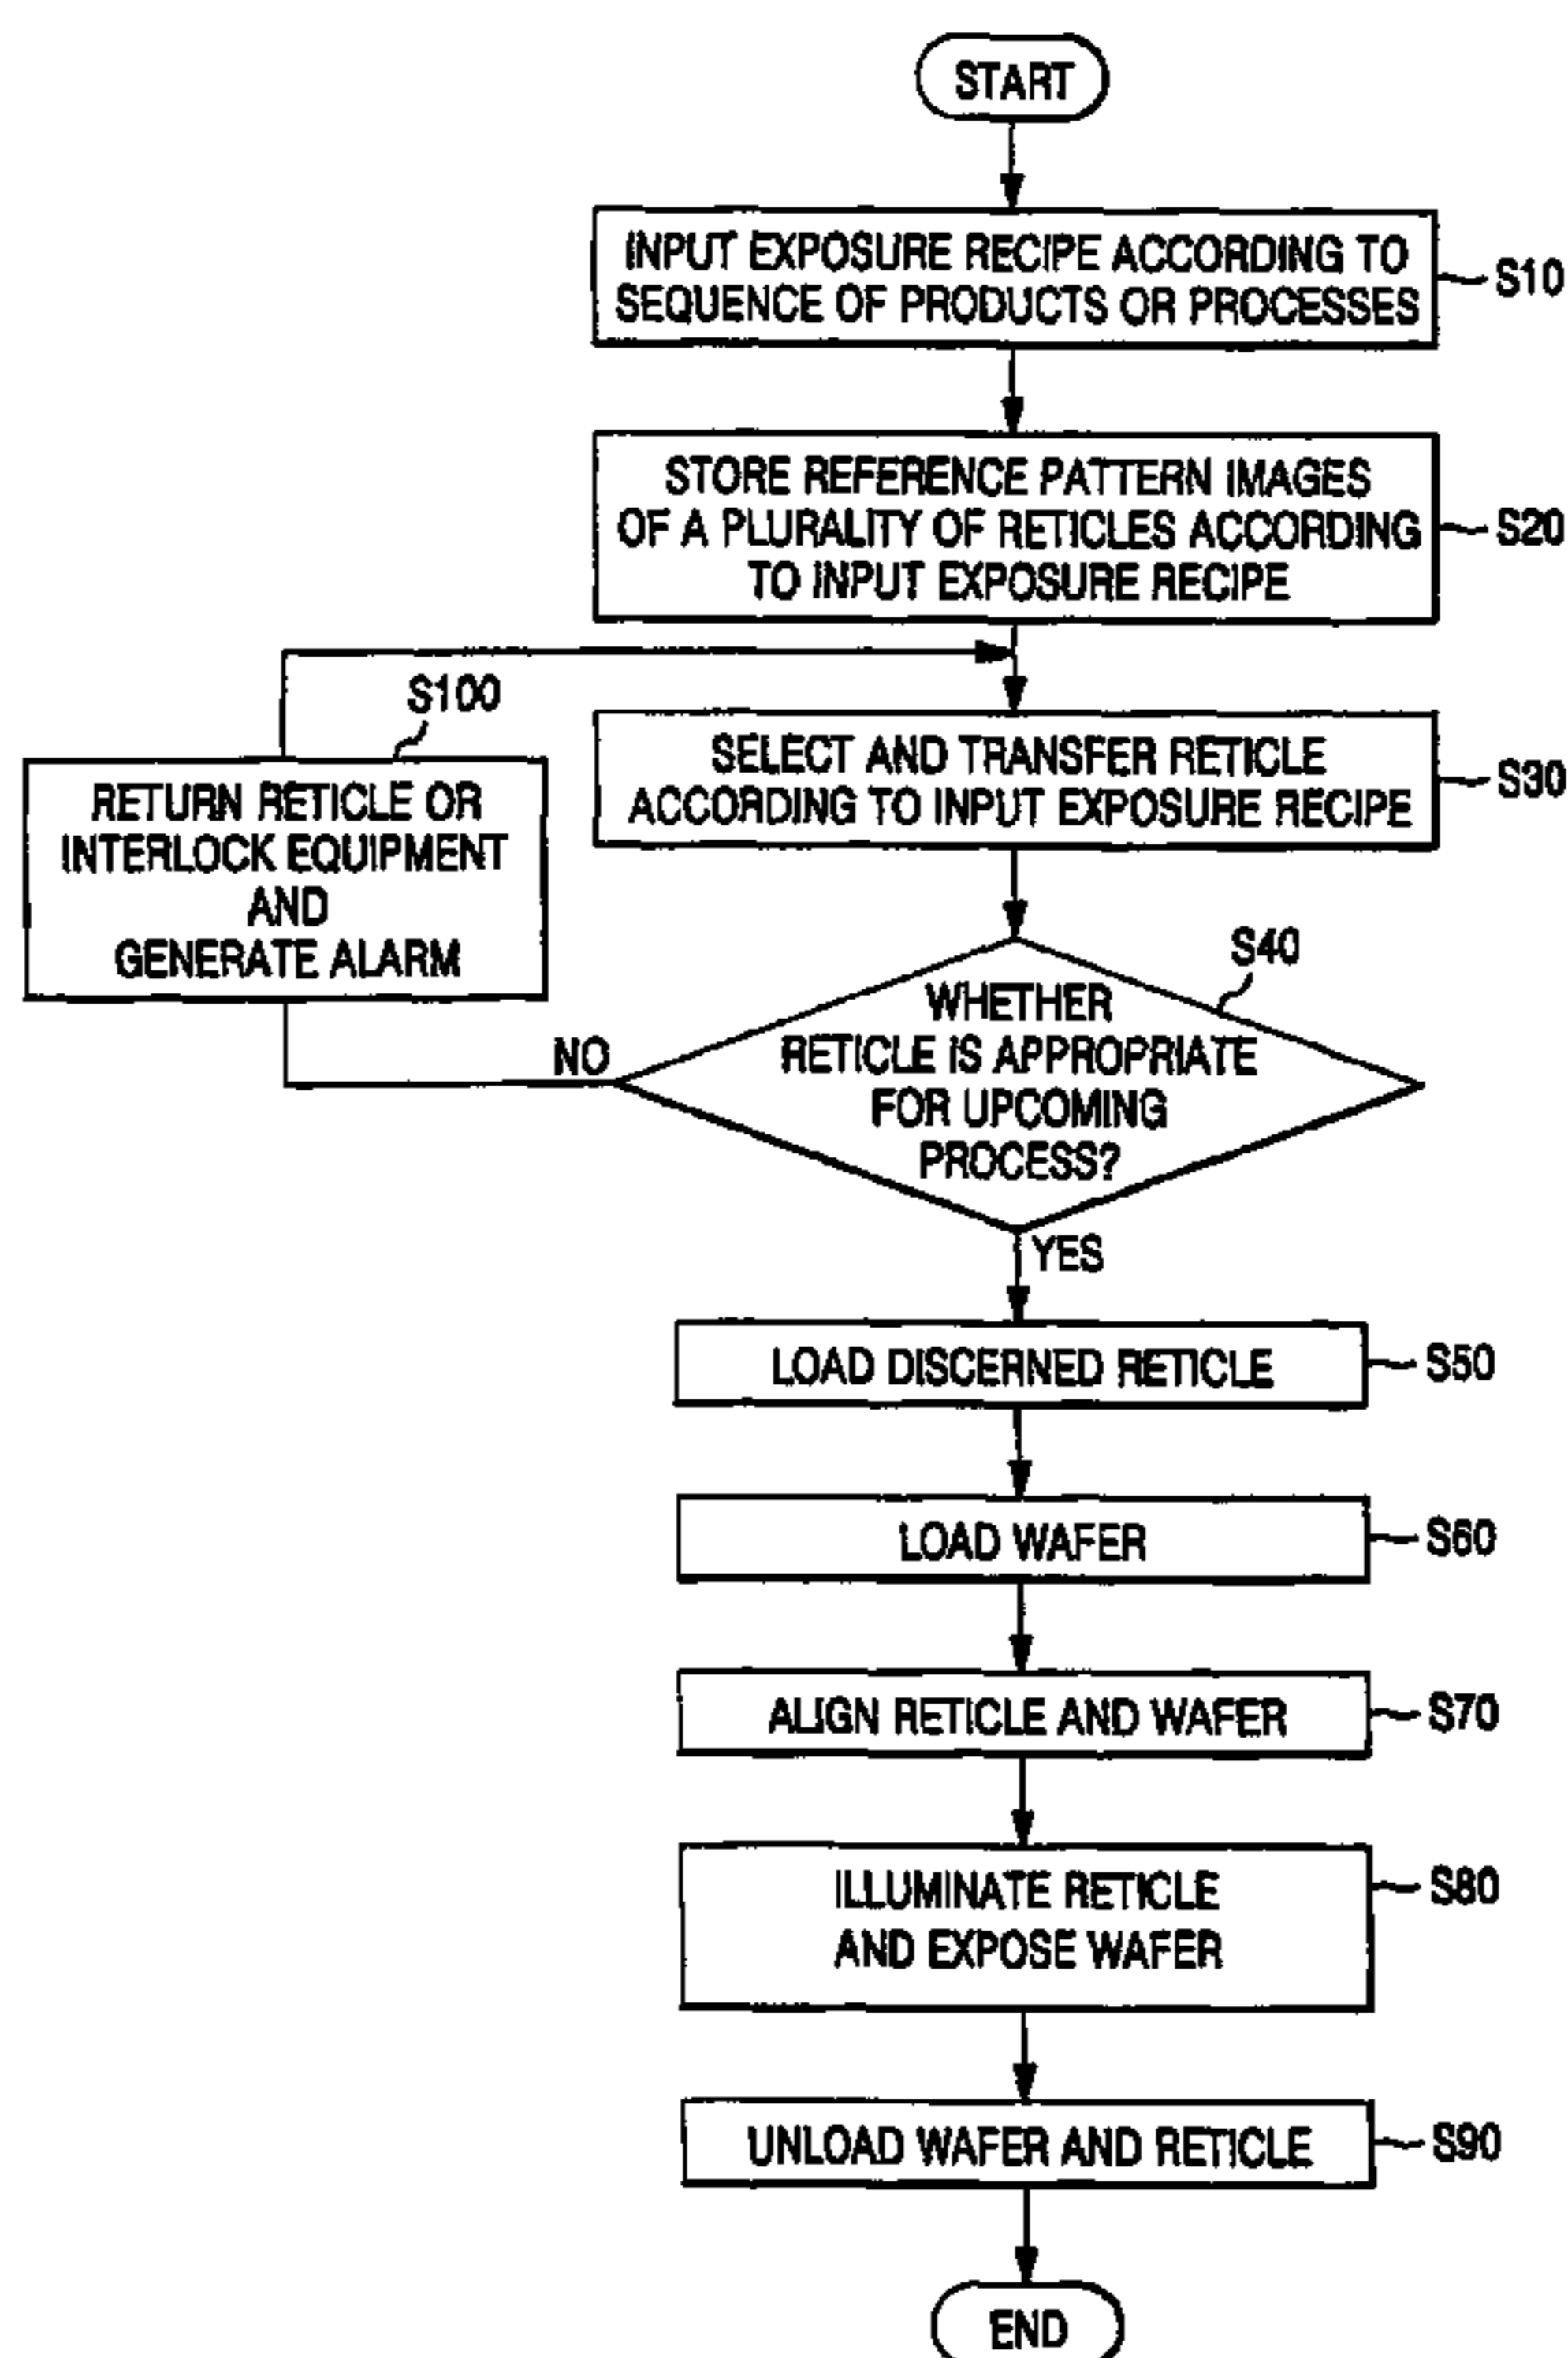 START
INPUT EXPOSURE RECIPE ACCORDING TO
SEQUENCE OF PRODUCTS OR PROCESSES
S10
STORE REFERENCE PATTERN IMAGES
OF A PLURALITY OF RETICLES ACCORDING
TO INPUT EXPOSURE RECIPE
S20
S100
RETURN RETICLE OR
INTERLOCK EQUIPMENT
AND
GENERATE ALARM
SELECT AND TRANSFER RETICLE
ACCORDING TO INPUT EXPOSURE RECIPE
S30
S40
WHETHER
RETICLE IS APPROPRIATE
FOR UPCOMING
PROCESS?
NO
YES
LOAD DISCERNED RETICLE
S50
LOAD WAFER
S60
ALIGN RETICLE AND WAFER
S70
ILLUMINATE RETICLE
AND EXPOSE WAFER
S80
UNLOAD WAFER AND RETICLE
S90
END